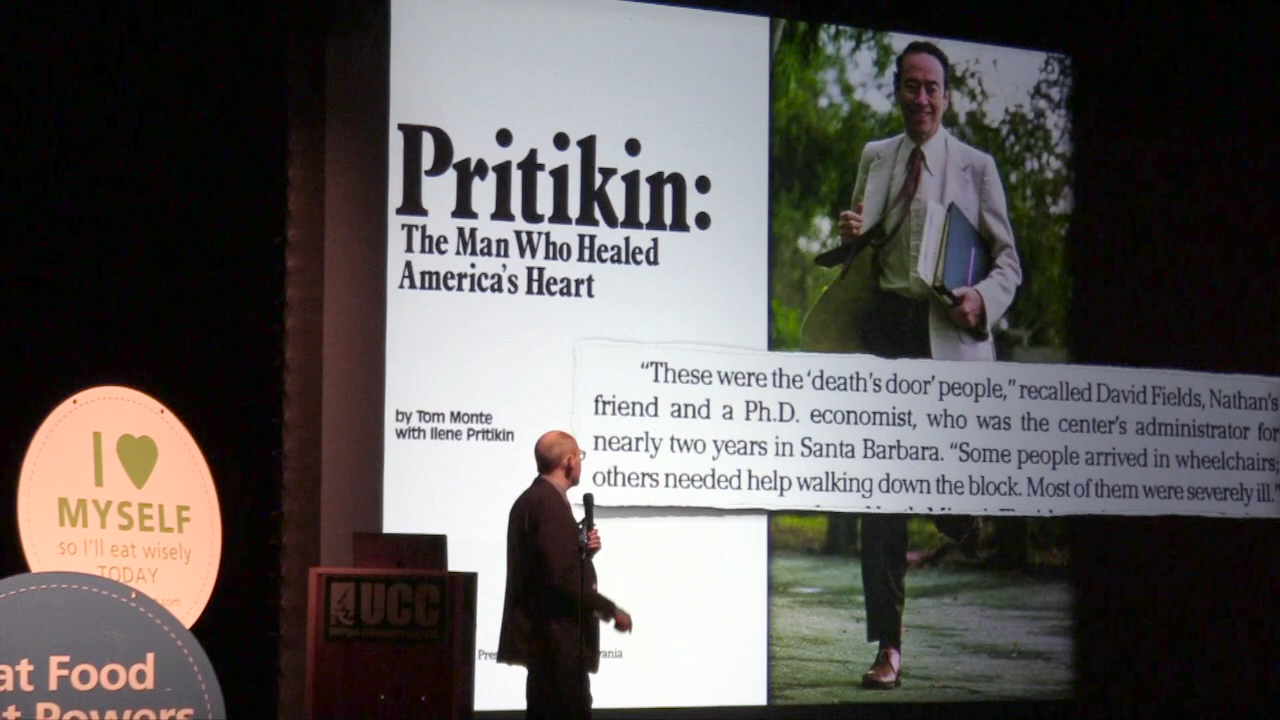 Pritikin:
The Man Who Healed
America's Heart
by Tom Monte
with Ilene Pritikin
"These were the 'death's door' people," recalled David Fields, Nathan's
friend and a Ph.D. economist, who was the center's administrator for
nearly two years in Santa Barbara. "Some people arrived in wheelchairs;
others needed help walking down the block. Most of them were severely ill."
I
MYSELF
so I'll eat wisely
TODAY
UCC
at Food
t Powers